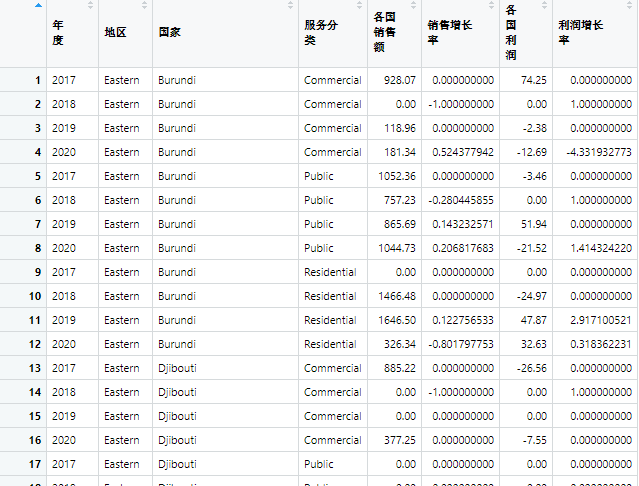 年度 地区 国家 服务分类 各国销售额 销售增长率 各国利润 利润增长率
1 2017 Eastern Burundi Commercial 928.07 0.000000000 74.25 0.000000000
2 2018 Eastern Burundi Commercial 0.00 -1.000000000 0.00 1.000000000
3 2019 Eastern Burundi Commercial 118.96 0.000000000 -2.38 0.000000000
4 2020 Eastern Burundi Commercial 181.34 0.524377942 -12.69 -4.331932773
5 2017 Eastern Burundi Public 1052.36 0.000000000 -3.46 0.000000000
6 2018 Eastern Burundi Public 757.23 -0.280445855 0.00 1.000000000
7 2019 Eastern Burundi Public 865.69 0.143232571 51.94 0.000000000
8 2020 Eastern Burundi Public 1044.73 0.206817683 -21.52 1.414324220
9 2017 Eastern Burundi Residential 0.00 0.000000000 0.00 0.000000000
10 2018 Eastern Burundi Residential 1466.48 0.000000000 -24.97 0.000000000
11 2019 Eastern Burundi Residential 1646.50 0.122756533 47.87 2.917100521
12 2020 Eastern Burundi Residential 326.34 -0.801797753 32.63 0.318362231
13 2017 Eastern Djibouti Commercial 885.22 0.000000000 -26.56 0.000000000
14 2018 Eastern Djibouti Commercial 0.00 -1.000000000 0.00 1.000000000
15 2019 Eastern Djibouti Commercial 0.00 0.000000000 0.00 0.000000000
16 2020 Eastern Djibouti Commercial 377.25 0.000000000 -7.55 0.000000000
17 2017 Eastern Djibouti Public 0.00 0.000000000 0.00 0.000000000